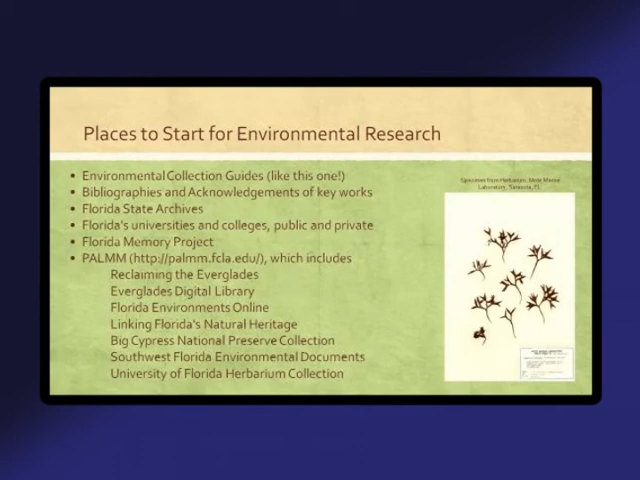 Places to Start for Environmental Research
• Environmental Collection Guides (like this one!)
• Bibliographies and Acknowledgements of key works
• Florida State Archives
• Florida's universities and colleges, public and private
• Florida Memory Project
• PALMM (http://palmm.fcla.edu/), which includes
Reclaiming the Everglades
Everglades Digital Library
Florida Environments Online
Linking Florida's Natural Heritage
Big Cypress National Preserve Collection
Southwest Florida Environmental Documents
University of Florida Herbarium Collection
Specimen from Herbarium, Mote Marine
Laboratory, Sarasota, FL